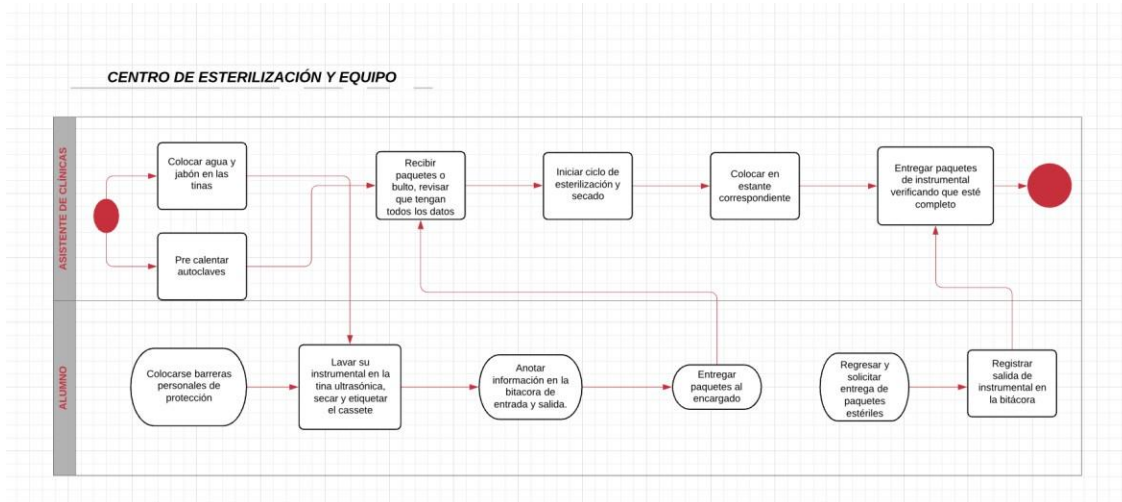 CENTRO DE ESTERILIZACIÓN Y EQUIPO
ASISTENTE DE CLÍNICAS
Colocar agua y
jabón en las
tinas
Pre calentar
autoclaves
Recibir
paquetes o
bulto, revisar
que tengan
todos los datos
Iniciar ciclo de
esterilización y
secado
Colocar en
estante
correspondiente
Entregar paquetes
de instrumental
verificando que esté
completo
ALUMNO
Colocarse barreras
personales de
protección
Lavar su
instrumental en la
tina ultrasónica,
secar y etiquetar
el cassete
Anotar
información en la
bitacora de
entrada y salida.
Entregar
paquetes al
encargado
Regresar y
solicitar
entrega de
paquetes
estériles
Registrar
salida de
instrumental en
la bitácora